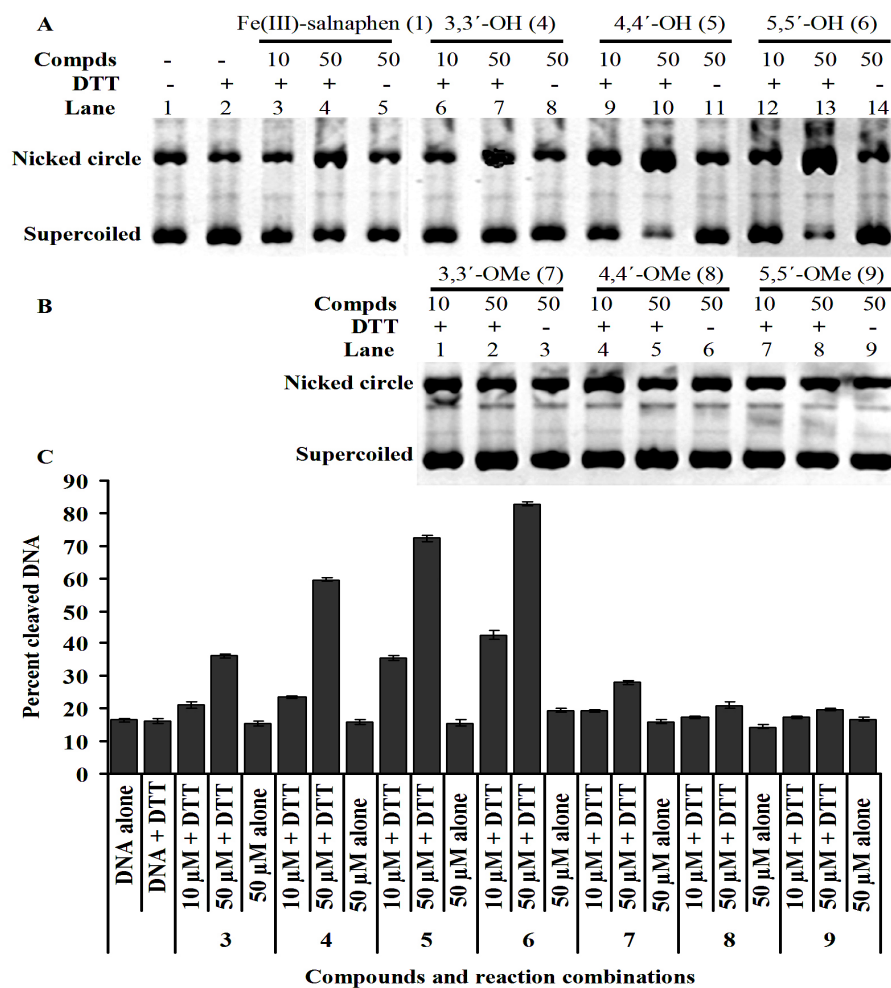 A
Fe(III)-salnaphen (1) 3,3´-OH (4) 4,4´-OH (5) 5,5´-OH (6)
Compds - - 10 50 50 10 50 50 10 50 50 10 50 50
DTT - + + + - + + - + + - + + -
Lane 1 2 3 4 5 6 7 8 9 10 11 12 13 14
Nicked circle
Supercoiled
3,3´-OMe (7) 4,4´-OMe (8) 5,5´-OMe (9)
B
Compds 10 50 50 10 50 50 10 50 50
DTT + + - + + - + + -
Lane 1 2 3 4 5 6 7 8 9
Nicked circle
Supercoiled
C
Percent cleaved DNA
90
80
70
60
50
40
30
20
10
0
DNA alone
DNA + DTT
10 µM + DTT
50 µM + DTT
50 µM alone
10 µM + DTT
50 µM + DTT
50 µM alone
10 µM + DTT
50 µM + DTT
50 µM alone
10 µM + DTT
50 µM + DTT
50 µM alone
10 µM + DTT
50 µM + DTT
50 µM alone
10 µM + DTT
50 µM + DTT
50 µM alone
10 µM + DTT
50 µM + DTT
50 µM alone
3 4 5 6 7 8 9
Compounds and reaction combinations